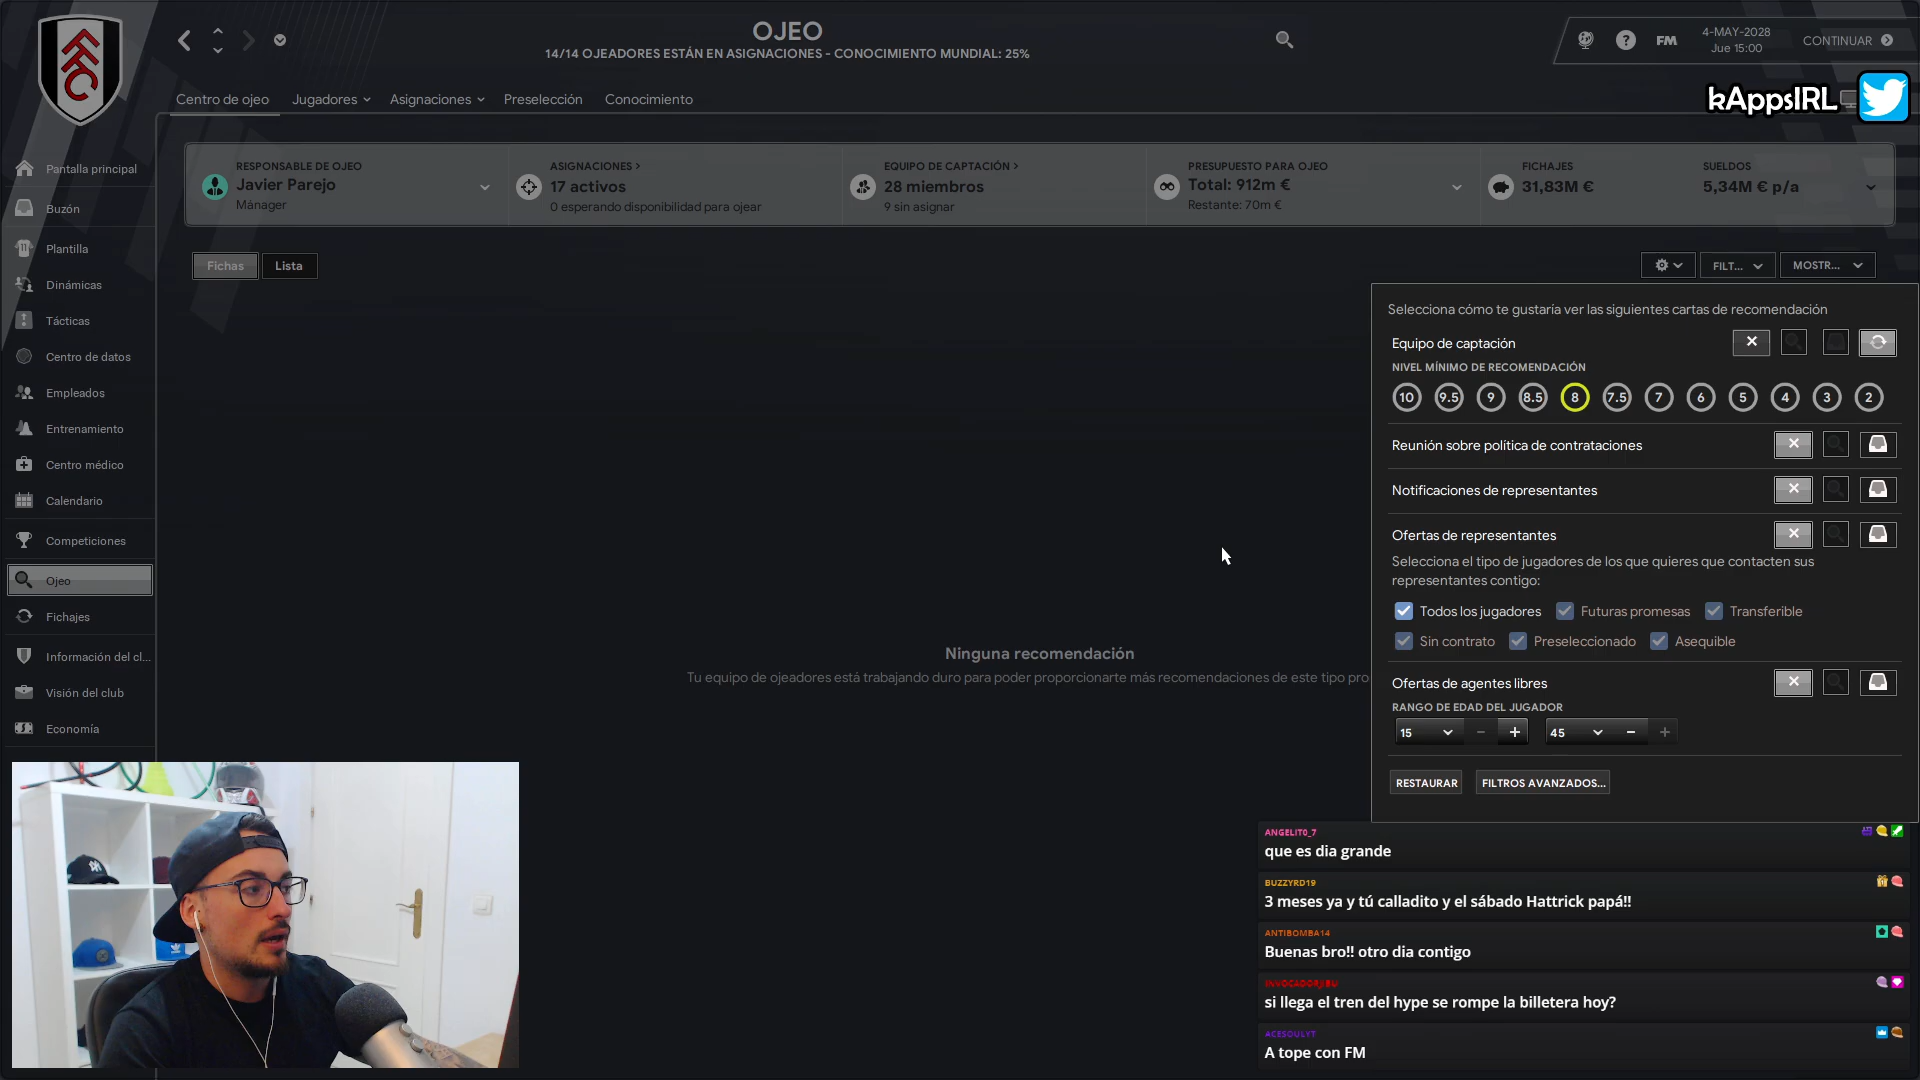 OJEO
14/14 OJEADORES ESTÁN EN ASIGNACIONES - CONOCIMIENTO MUNDIAL: 25%
FM
4-MAY-2028
Jue 15:00
CONTINUAR
kAppsIRL
Centro de ojeo
Jugadores
Asignaciones
Preselección
Conocimiento
RESPONSABLE DE OJEO
Javier Parejo
Mánager
ASIGNACIONES >
17 activos
0 esperando disponibilidad para ojear
EQUIPO DE CAPTACIÓN >
28 miembros
9 sin asignar
PRESUPUESTO PARA OJEO
Total: 912m €
Restante: 70m €
FICHAJES
31,83M €
SUELDOS
5,34M € p/a
Pantalla principal
Buzón
Plantilla
Dinámicas
Tácticas
Centro de datos
Empleados
Entrenamiento
Centro médico
Calendario
Competiciones
Ojeo
Fichajes
Información del cl...
Visión del club
Economía
Fichas
Lista
FILT...
MOSTR...
Ninguna recomendación
Tu equipo de ojeadores está trabajando duro para poder proporcionarte más recomendaciones de este tipo pro
Selecciona cómo te gustaría ver las siguientes cartas de recomendación
Equipo de captación
NIVEL MÍNIMO DE RECOMENDACIÓN
10 9.5 9 8.5 8 7.5 7 6 5 4 3 2
Reunión sobre política de contrataciones
Notificaciones de representantes
Ofertas de representantes
Selecciona el tipo de jugadores de los que quieres que contacten sus
representantes contigo:
Todos los jugadores Futuras promesas Transferible
Sin contrato Preseleccionado Asequible
Ofertas de agentes libres
RANGO DE EDAD DEL JUGADOR
15 45
RESTAURAR FILTROS AVANZADOS...
ANGELIT0_7
que es dia grande
BUZZYRD19
3 meses ya y tú calladito y el sábado Hattrick papá!!
ANTIBOMBA14
Buenas bro!! otro dia contigo
si llega el tren del hype se rompe la billetera hoy?
ACESOULYT
A tope con FM